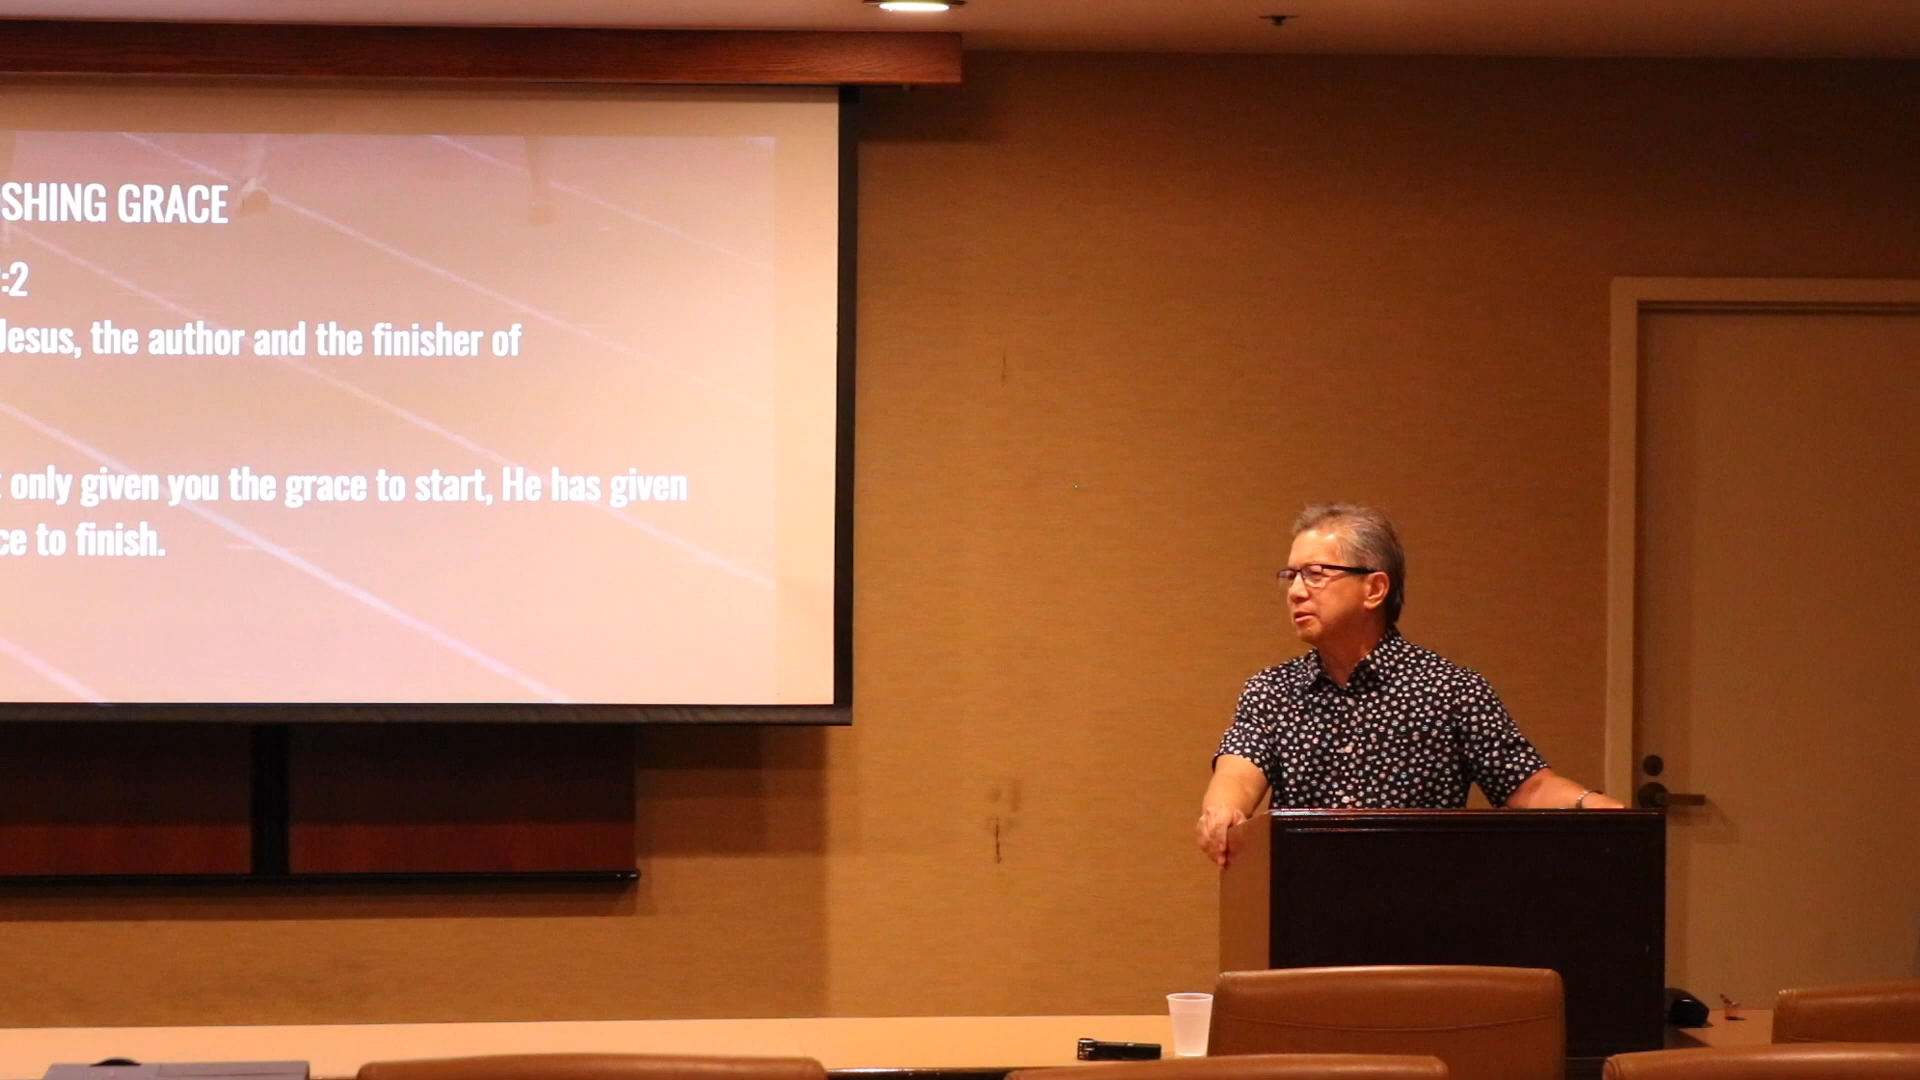 SHING GRACE
:2
Jesus, the author and the finisher of
only given you the grace to start, He has given
ce to finish.